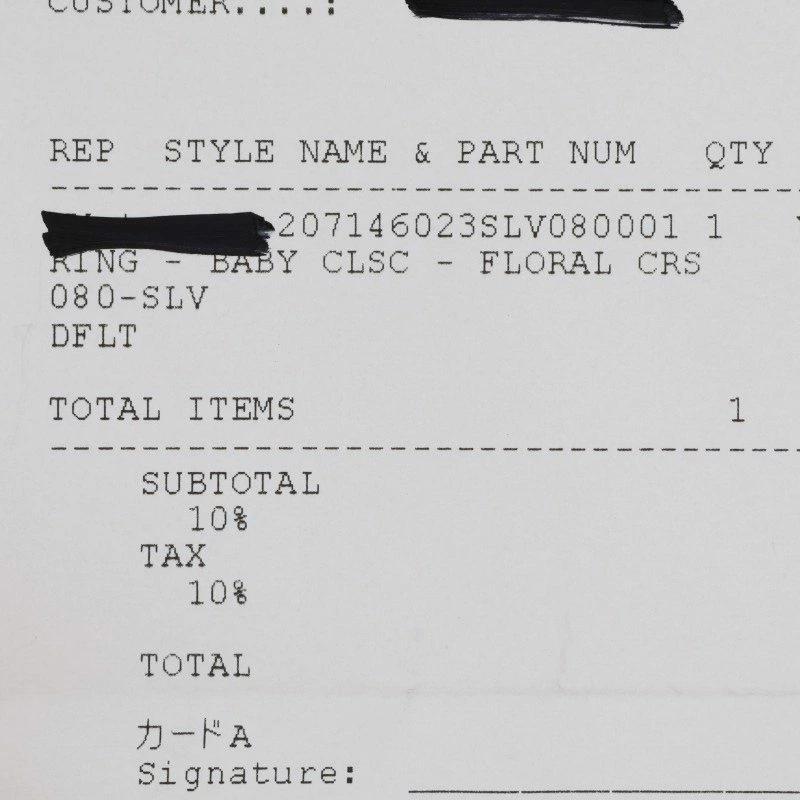 CUSTOMER....:
REP STYLE NAME & PART NUM QTY
207146023SLV080001 1
RING - BABY CLSC - FLORAL CRS
080-SLV
DFLT
TOTAL ITEMS 1
SUBTOTAL
10%
TAX
10%
TOTAL
カードA
Signature: